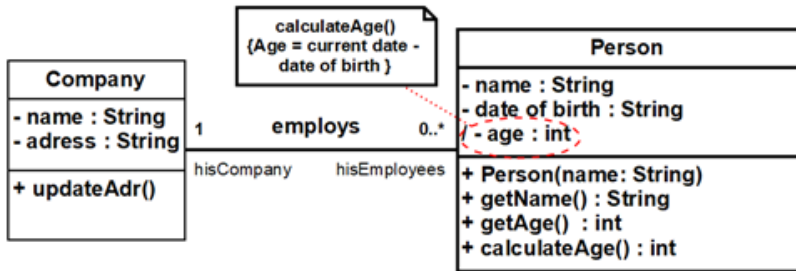 calculateAge()
{Age = current date -
date of birth }
Company
- name : String
- adress : String
+ updateAdr()
1
employs
0..*
hisCompany
hisEmployees
Person
- name : String
- date of birth : String
/ - age : int
+ Person(name: String)
+ getName() : String
+ getAge() : int
+ calculateAge() : int